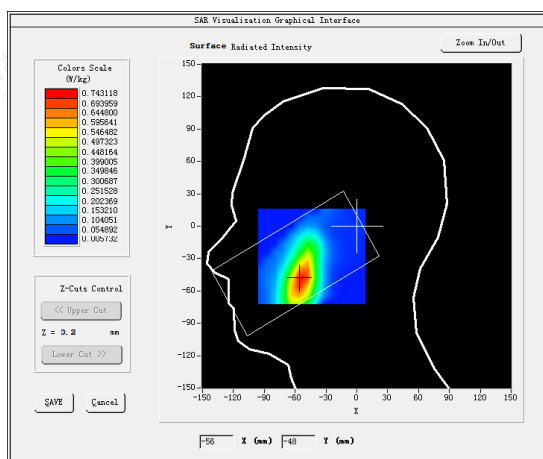 SAR Visualisation Graphical Interface
Surface Radiated Intensity
Zoom In/Out
Colors Scale
(W/kg)
0.743118
0.693959
0.644800
0.595641
0.546482
0.497323
0.448164
0.399005
0.349846
0.300687
0.251528
0.202369
0.153210
0.104051
0.054892
0.005732
150
120
90
60
30
0
-30
-60
-90
-120
-150
Y
-150 -120 -90 -60 -30 0 30 60 90 120 150
X
Z-Cuts Control
<< Upper Cut
Z = 0.2 mm
Lower Cut >>
SAVE Cancel
-56 X (mm) -48 Y (mm)